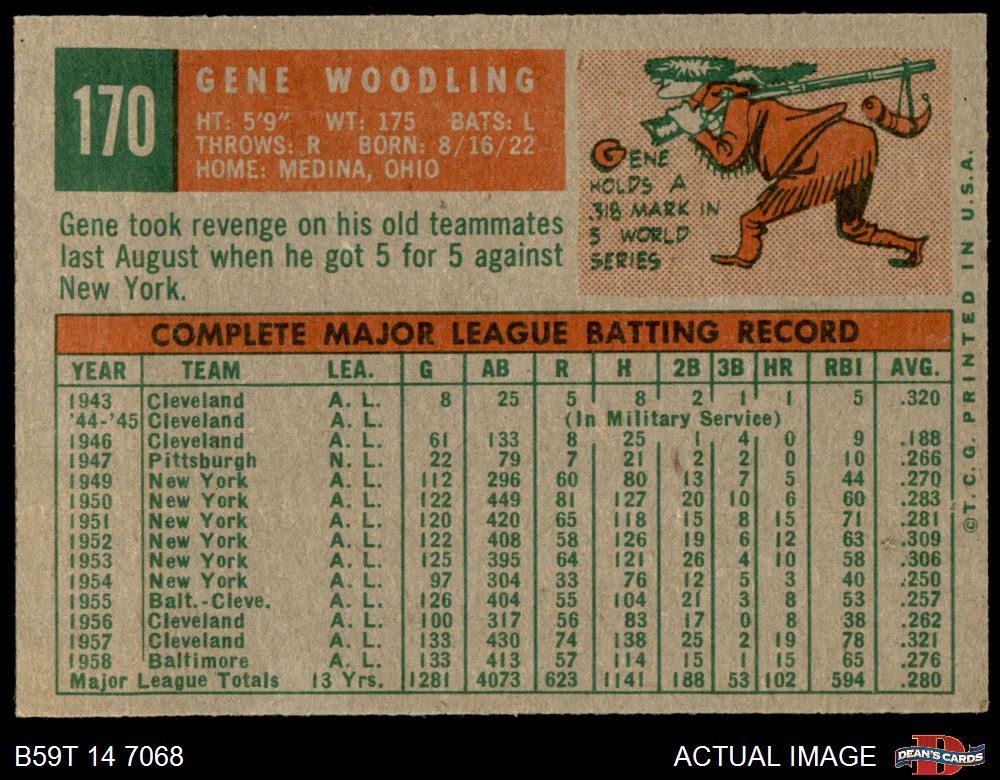 170
GENE WOODLING
HT: 5'9" WT: 175 BATS: L
THROWS: R BORN: 8/16/22
HOME: MEDINA, OHIO
Gene took revenge on his old teammates
last August when he got 5 for 5 against
New York.
GENE
HOLDS A
.318 MARK IN
5 WORLD
SERIES
COMPLETE MAJOR LEAGUE BATTING RECORD
YEAR TEAM LEA. G AB R H 2B 3B HR RBI AVG.
1943 Cleveland A. L. 8 25 5 8 2 1 1 5 .320
'44-'45 Cleveland A. L. (In Military Service)
1946 Cleveland A. L. 61 133 8 25 1 4 0 9 .188
1947 Pittsburgh N. L. 22 79 7 21 2 2 0 10 .266
1949 New York A. L. 112 296 60 80 13 7 5 44 .270
1950 New York A. L. 122 449 81 127 20 10 6 60 .283
1951 New York A. L. 120 420 65 118 15 8 15 71 .281
1952 New York A. L. 122 408 58 126 19 6 12 63 .309
1953 New York A. L. 125 395 64 121 26 4 10 58 .306
1954 New York A. L. 97 304 33 76 12 5 3 40 .250
1955 Balt.-Cleve. A. L. 126 404 55 104 21 3 8 53 .257
1956 Cleveland A. L. 100 317 56 83 17 0 8 38 .262
1957 Cleveland A. L. 133 430 74 138 25 2 19 78 .321
1958 Baltimore A. L. 133 413 57 114 15 1 15 65 .276
Major League Totals 13 Yrs. 1281 4073 623 1141 188 53 102 594 .280
©T. C. G. PRINTED IN U.S.A.
B59T 14 7068
ACTUAL IMAGE
D
DEAN'S CARDS